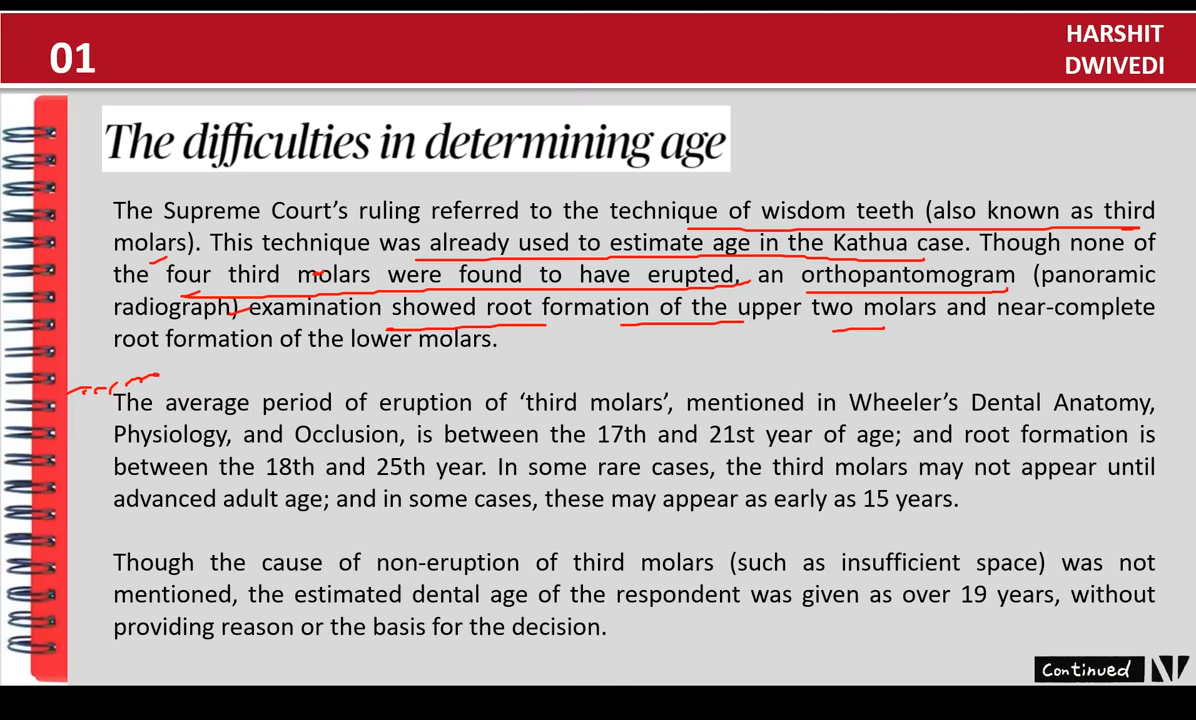 01
HARSHIT
DWIVEDI
The difficulties in determining age
The Supreme Court's ruling referred to the technique of wisdom teeth (also known as third
molars). This technique was already used to estimate age in the Kathua case. Though none of
the four third molars were found to have erupted, an orthopantomogram (panoramic
radiograph) examination showed root formation of the upper two molars and near-complete
root formation of the lower molars.
The average period of eruption of ‘third molars’, mentioned in Wheeler’s Dental Anatomy,
Physiology, and Occlusion, is between the 17th and 21st year of age; and root formation is
between the 18th and 25th year. In some rare cases, the third molars may not appear until
advanced adult age; and in some cases, these may appear as early as 15 years.
Though the cause of non-eruption of third molars (such as insufficient space) was not
mentioned, the estimated dental age of the respondent was given as over 19 years, without
providing reason or the basis for the decision.
Continued